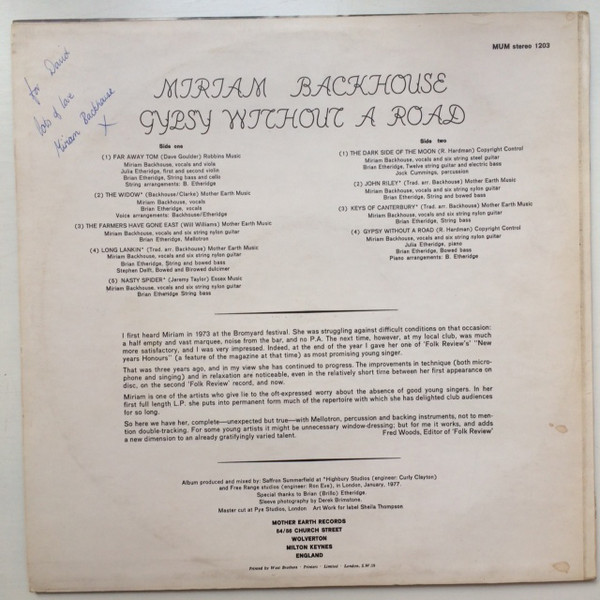 MUM stereo 1203
for David
lots of love
Miriam Backhouse
X
MIRIAM BACKHOUSE
GYPSY WITHOUT A ROAD
Side one
(1) FAR AWAY TOM (Dave Goulder) Robbins Music
Miriam Backhouse, vocals and viola
Julia Etheridge, first and second violin
Brian Etheridge, String bass and cello
String arrangements: B. Etheridge
(2) THE WIDOW* (Backhouse/Clarke) Mother Earth Music
Miriam Backhouse, vocals
Brian Etheridge, vocals
Voice arrangements: Backhouse/Etheridge
(3) THE FARMERS HAVE GONE EAST (Will Williams) Mother Earth Music
Miriam Backhouse, vocals and six string nylon guitar
Brian Etheridge, Mellotron
(4) LONG LANKIN* (Trad. arr. Backhouse) Mother Earth Music
Miriam Backhouse, vocals and six string nylon guitar
Brian Etheridge, String and bowed bass
Stephen Delft, Bowed and Birowed dulcimer
(5) NASTY SPIDER* (Jeremy Taylor) Essex Music
Miriam Backhouse, vocals and six string nylon guitar
Brian Etheridge String bass
Side two
(1) THE DARK SIDE OF THE MOON (R. Hardman) Copyright Control
Miriam Backhouse, vocals and six string steel guitar
Brian Etheridge, Twelve string guitar and electric bass
Jock Cummings, percussion
(2) JOHN RILEY* (Trad. arr. Backhouse) Mother Earth Music
Miriam Backhouse, vocals and six string nylon guitar
Brian Etheridge, String and bowed bass
(3) KEYS OF CANTERBURY* (Trad. arr. Backhouse) Mother Earth Music
Miriam Backhouse, vocals and six string nylon guitar
Brian Etheridge, String bass
(4) GYPSY WITHOUT A ROAD (R. Hardman) Copyright Control
Julia Etheridge, piano
Brian Etheridge, Bowed bass
Piano arrangements: B. Etheridge
I first heard Miriam in 1973 at the Bromyard festival. She was struggling against difficult conditions on that occasion:
a half empty and vast marquee, noise from the bar, and no P.A. The next time, however, at my local club, was much
more satisfactory, and I was very impressed. Indeed, at the end of the year I gave her one of 'Folk Review's' "New
years Honours" (a feature of the magazine at that time) as most promising young singer.
That was three years ago, and in my view she has continued to progress. The improvements in technique (both micro-
phone and singing) and in relaxation are noticeable, even in the relatively short time between her first appearance on
disc, on the second 'Folk Review' record, and now.
Miriam is one of the artists who give lie to the oft-expressed worry about the absence of good young singers. In her
first full length L.P. she puts into permanent form much of the repertoire with which she has delighted club audiences
for so long.
So here we have her, complete—unexpected but true—with Mellotron, percussion and backing instruments, not to men-
tion double-tracking. For some young artists it might be unnecessary window-dressing; but for me it works, and adds
a new dimension to an already gratifyingly varied talent.
Fred Woods, Editor of 'Folk Review'
Album produced and mixed by: Saffron Summerfield at *Highbury Studios (engineer: Curly Clayton)
and Free Range studios (engineer: Ron Eve), in London, January, 1977.
Special thanks to Brian (Brillo) Etheridge.
Sleeve photography by Derek Brimstone.
Master cut at Pye Studios, London Art Work for label Sheila Thompson
MOTHER EARTH RECORDS
54/56 CHURCH STREET
WOLVERTON
MILTON KEYNES
ENGLAND
Printed by West Brothers · Printers · Limited · London, S.W.19